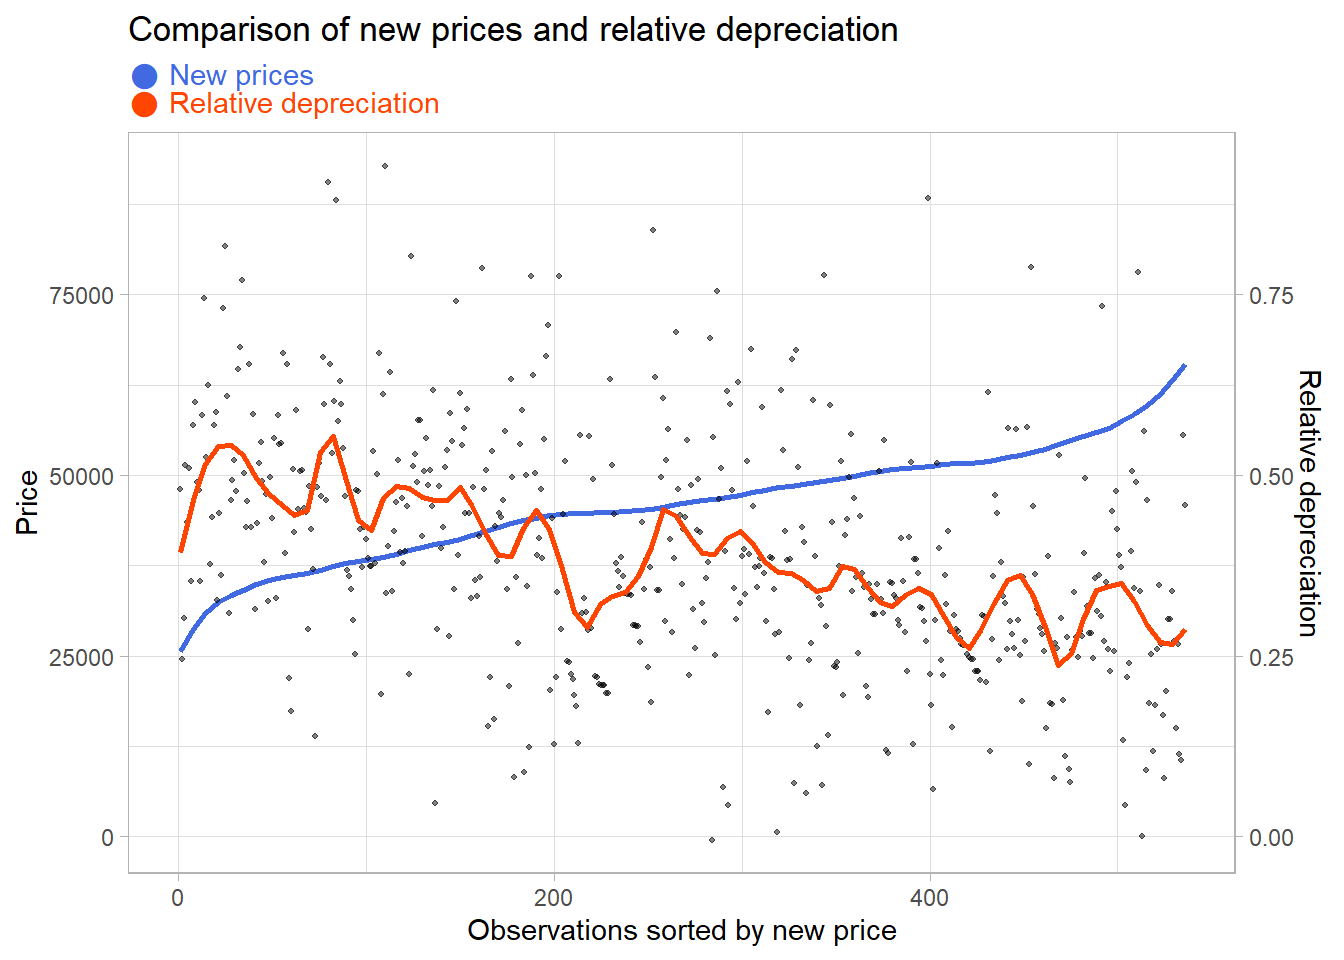 Comparison of new prices and relative depreciation
New prices
Relative depreciation
75000
50000
25000
0
Price
0.75
0.50
0.25
0.00
Relative depreciation
0
200
400
Observations sorted by new price